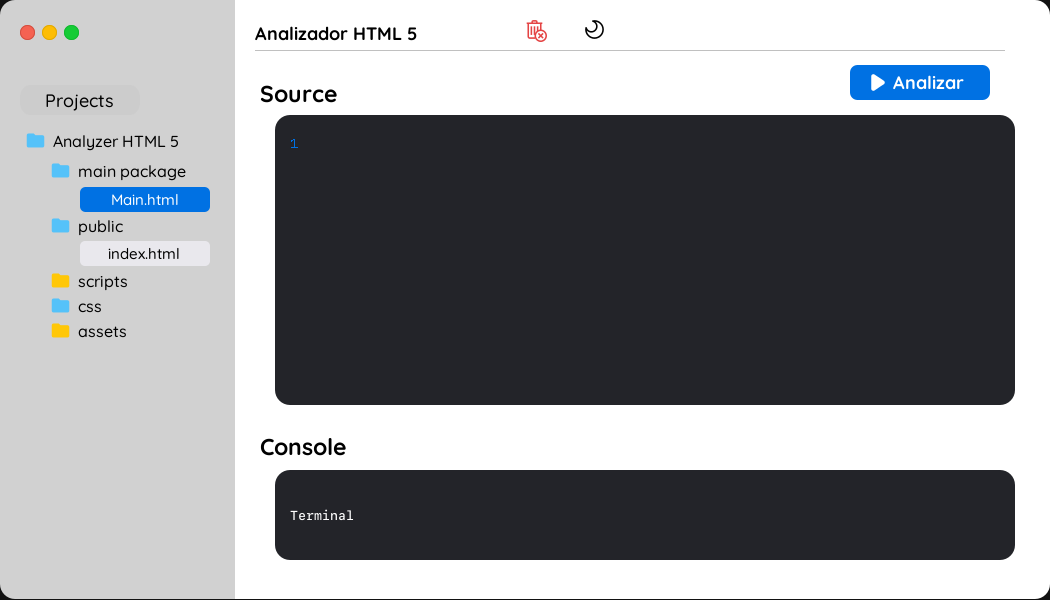 Projects
Analyzer HTML 5
main package
Main.html
public
index.html
scripts
css
assets
Analizador HTML 5
Source
Analizar
1
Console
Terminal